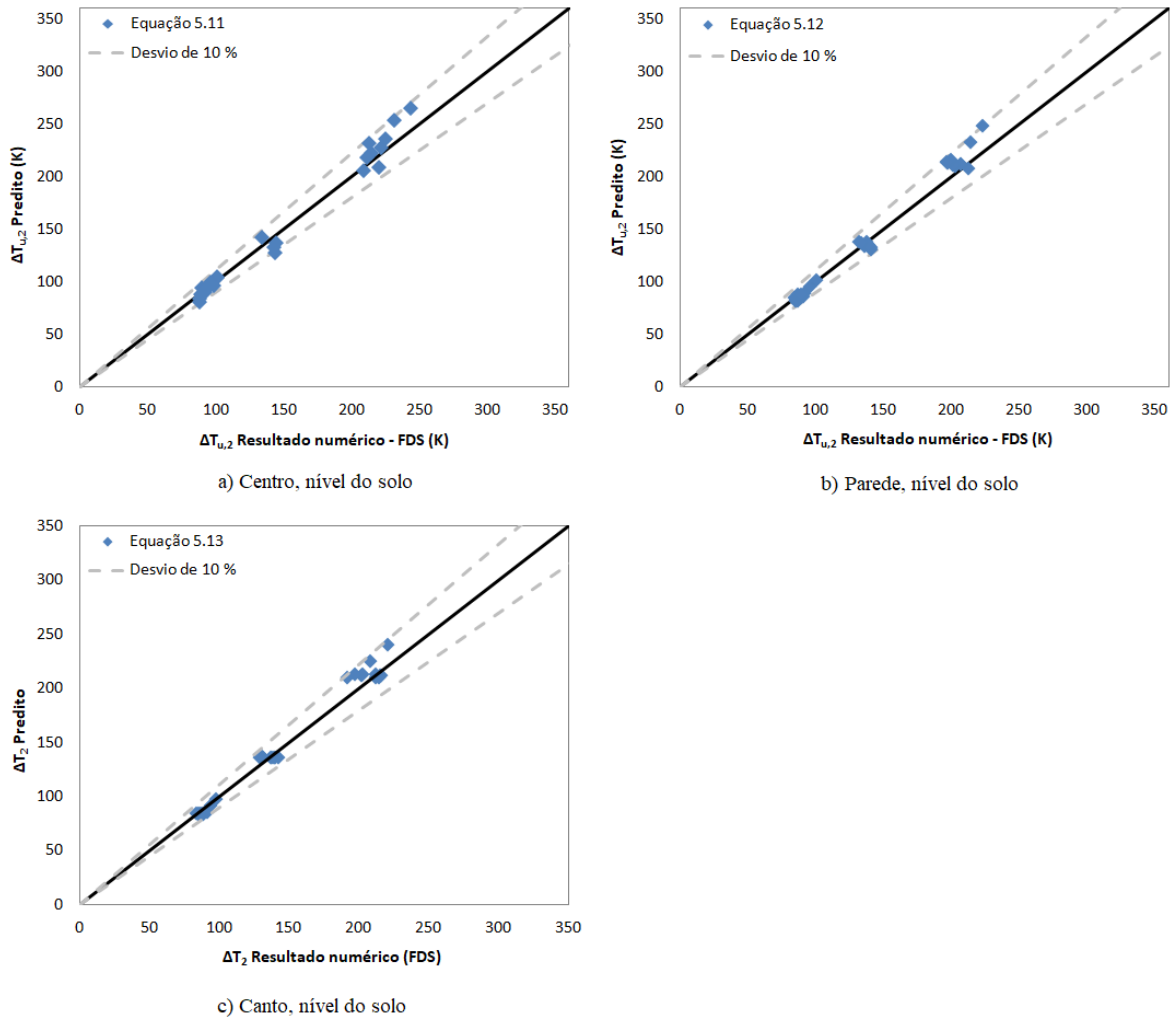 Equação 5.11
Desvio de 10 %
350
300
250
200
150
100
50
0
ΔTu,2 Predito (K)
0 50 100 150 200 250 300 350
ΔTu,2 Resultado numérico - FDS (K)
a) Centro, nível do solo
Equação 5.12
Desvio de 10 %
350
300
250
200
150
100
50
0
ΔTu,2 Predito (K)
0 50 100 150 200 250 300 350
ΔTu,2 Resultado numérico - FDS (K)
b) Parede, nível do solo
Equação 5.13
Desvio de 10 %
350
300
250
200
150
100
50
0
ΔT2 Predito
0 50 100 150 200 250 300 350
ΔT2 Resultado numérico (FDS)
c) Canto, nível do solo